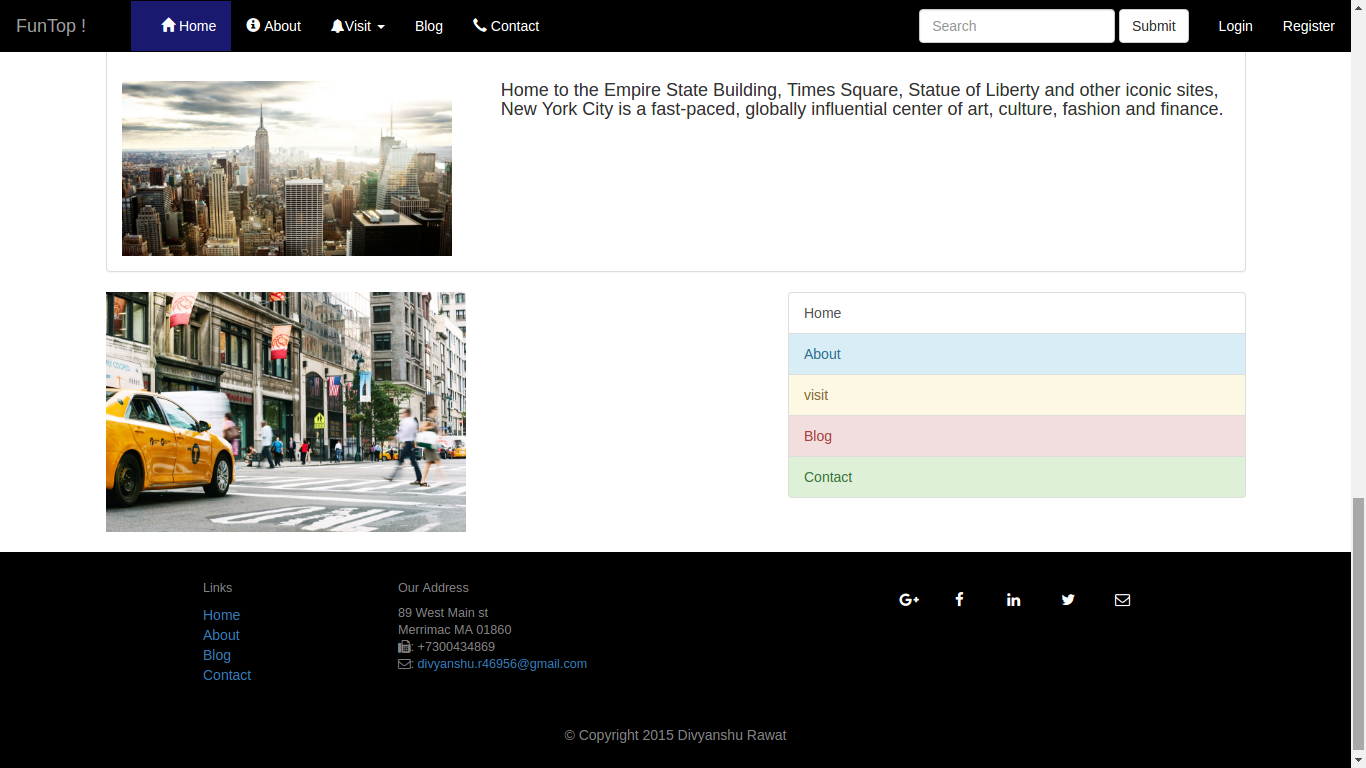 FunTop !
Home
About
Visit
Blog
Contact
Search
Submit
Login
Register
Home to the Empire State Building, Times Square, Statue of Liberty and other iconic sites,
New York City is a fast-paced, globally influential center of art, culture, fashion and finance.
Home
About
visit
Blog
Contact
Links
Home
About
Blog
Contact
Our Address
89 West Main st
Merrimac MA 01860
: +7300434869
: divyanshu.r46956@gmail.com
© Copyright 2015 Divyanshu Rawat